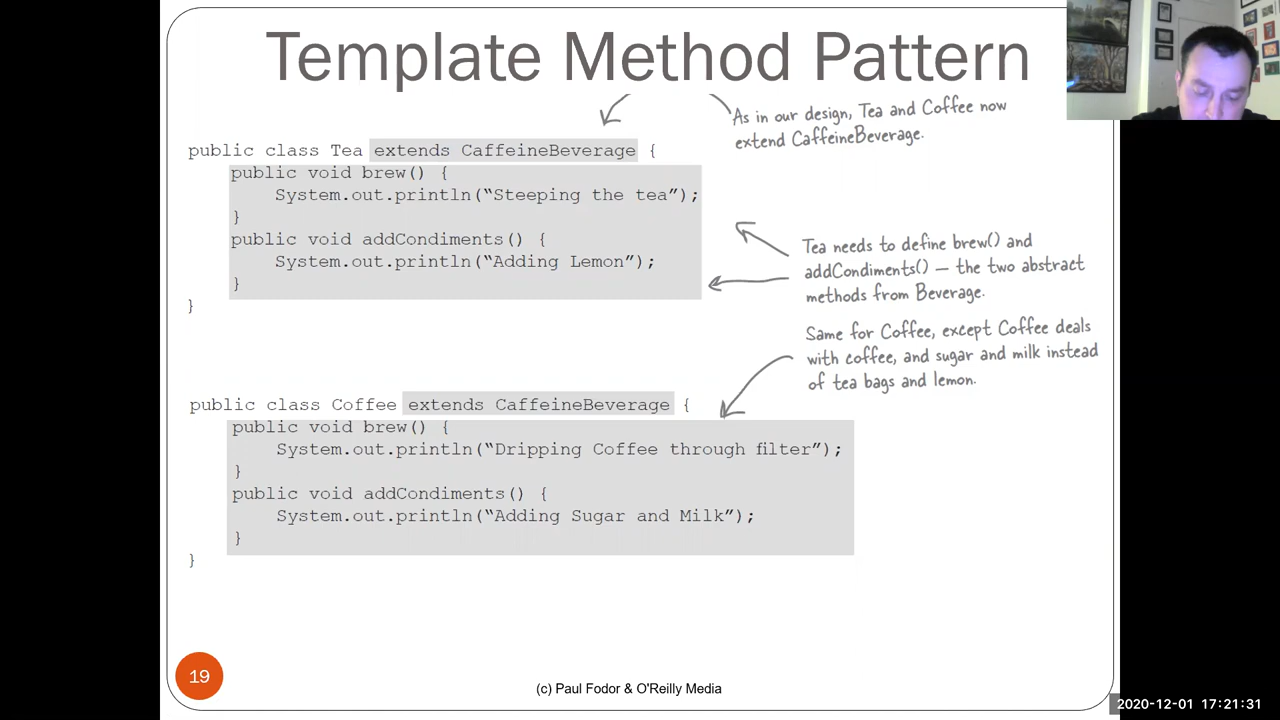 Template Method Pattern
As in our design, Tea and Coffee now
extend CaffeineBeverage.
public class Tea extends CaffeineBeverage {
public void brew() {
System.out.println(“Steeping the tea”);
}
public void addCondiments() {
System.out.println(“Adding Lemon”);
}
}
Tea needs to define brew() and
addCondiments() — the two abstract
methods from Beverage.
Same for Coffee, except Coffee deals
with coffee, and sugar and milk instead
of tea bags and lemon.
public class Coffee extends CaffeineBeverage {
public void brew() {
System.out.println(“Dripping Coffee through filter”);
}
public void addCondiments() {
System.out.println(“Adding Sugar and Milk”);
}
}
19
(c) Paul Fodor & O'Reilly Media
2020-12-01 17:21:31